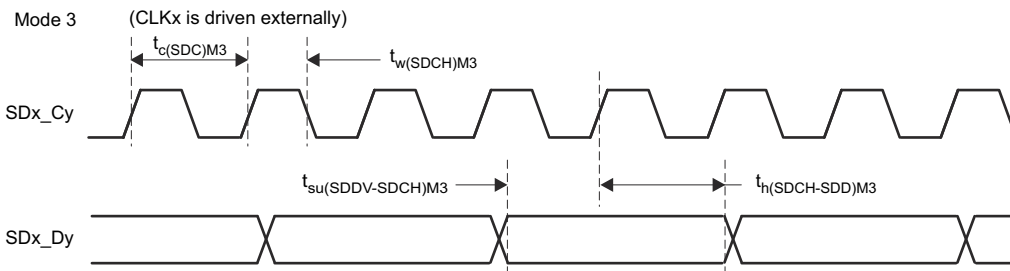 Mode 3 (CLKx is driven externally)
tc(SDC)M3
tw(SDCH)M3
SDx_Cy
tsu(SDDV-SDCH)M3
th(SDCH-SDD)M3
SDx_Dy